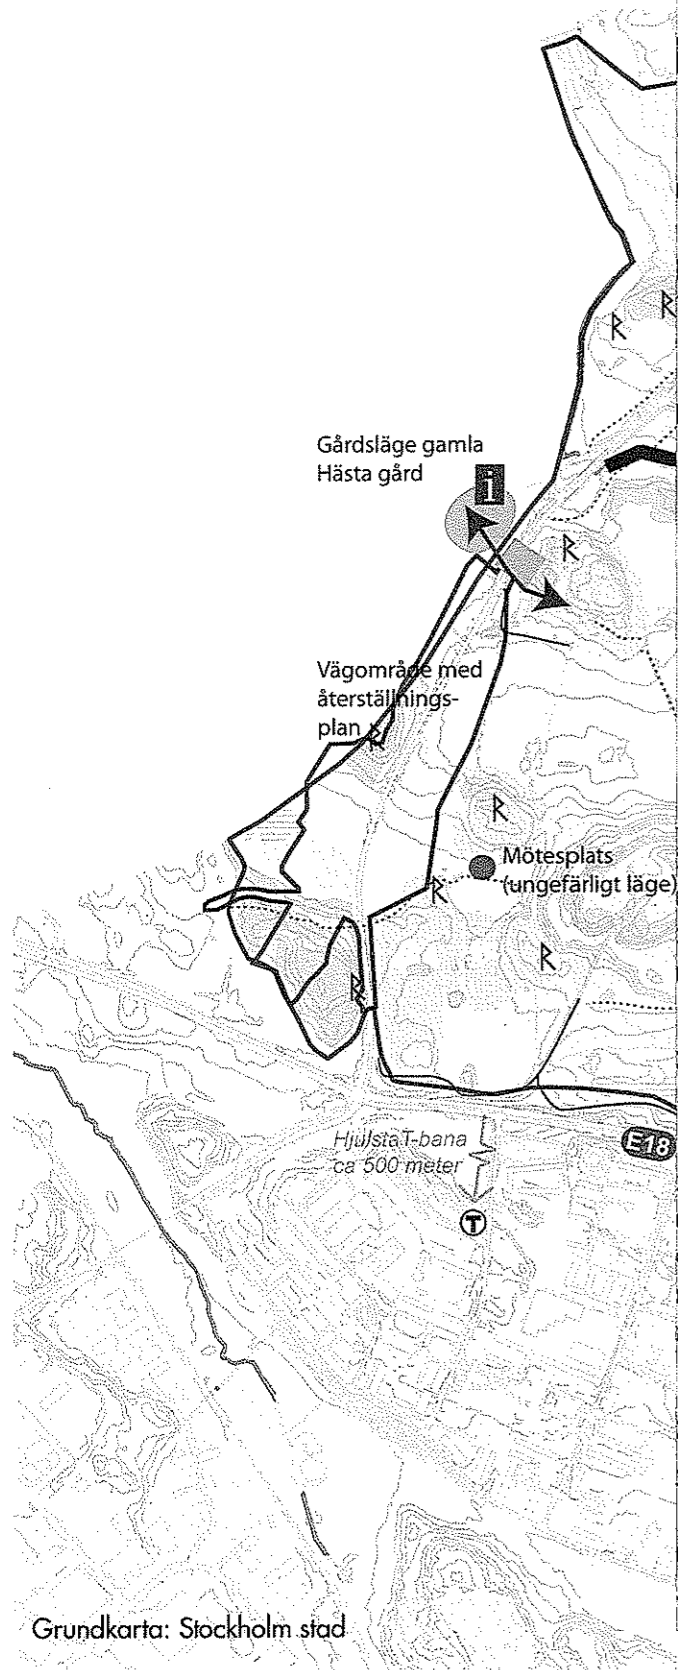 Gårdsläge gamla
Hästa gård
i
Vägområde med
återställnings-
plan
Mötesplats
(ungefärligt läge)
Hjulsta T-bana
ca 500 meter
E18
T
Grundkarta: Stockholm stad